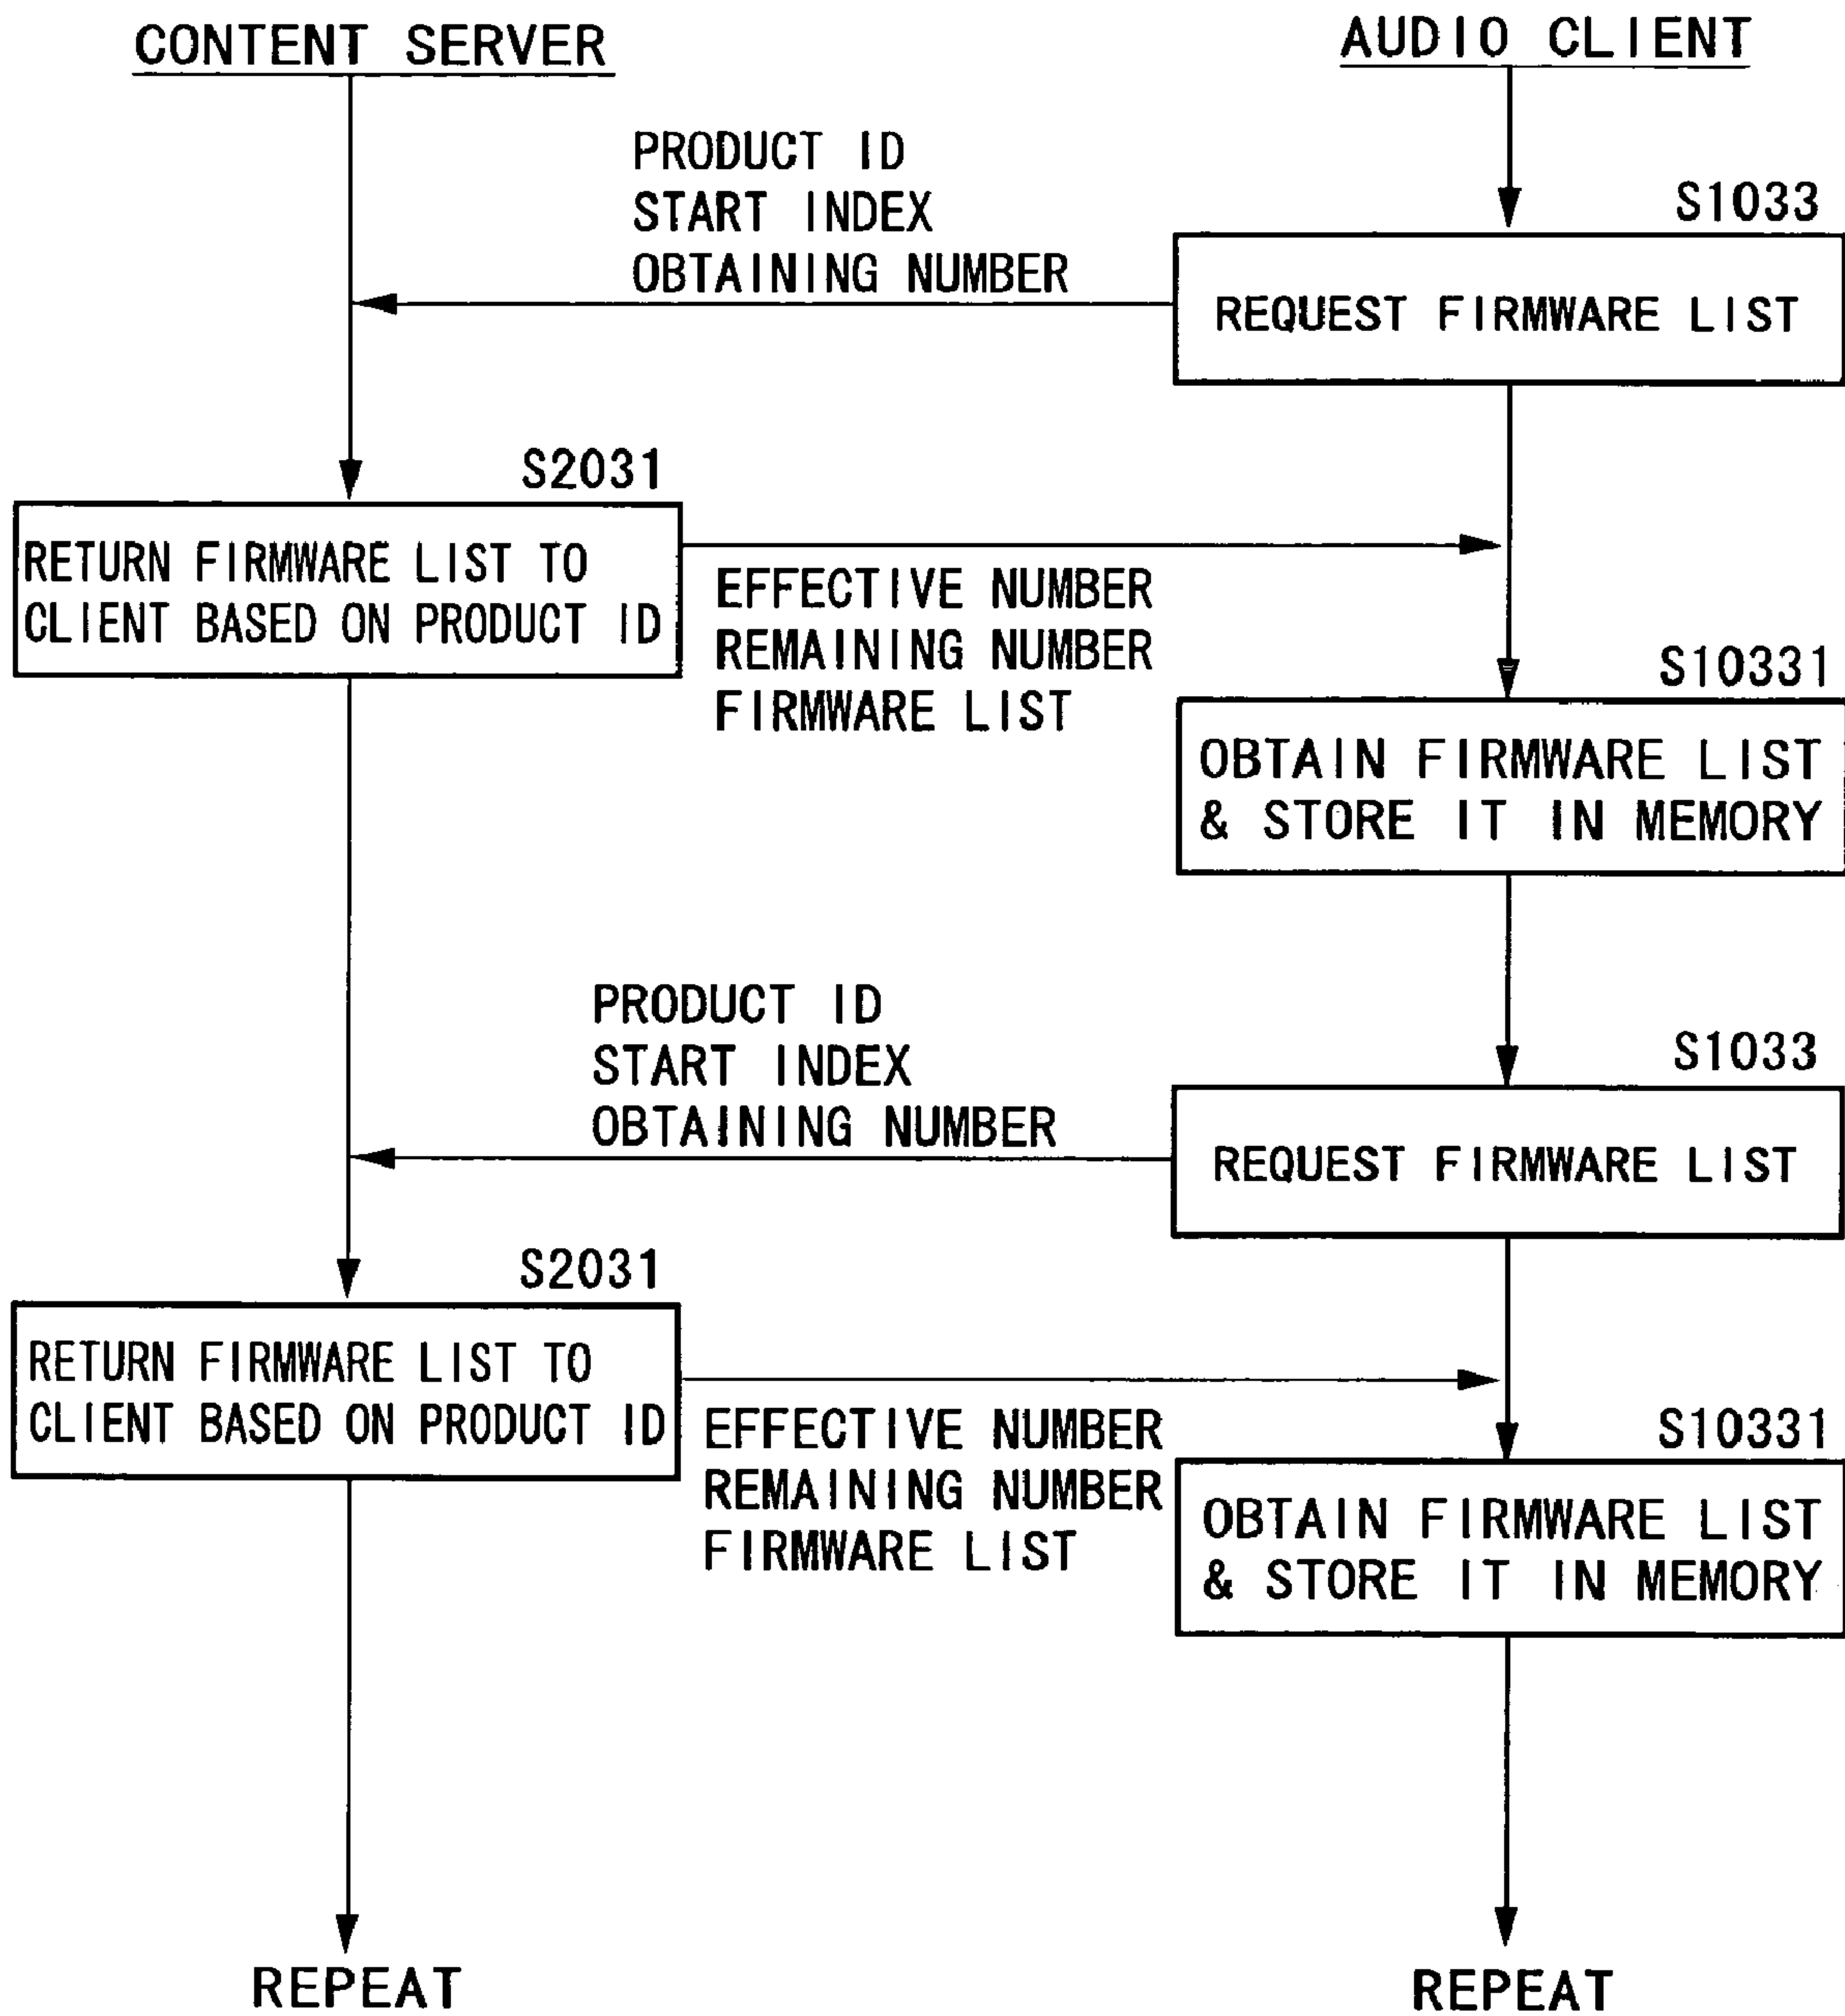 CONTENT SERVER
AUDIO CLIENT
PRODUCT ID
START INDEX
OBTAINING NUMBER
S1033
REQUEST FIRMWARE LIST
S2031
RETURN FIRMWARE LIST TO
CLIENT BASED ON PRODUCT ID
EFFECTIVE NUMBER
REMAINING NUMBER
FIRMWARE LIST
S10331
OBTAIN FIRMWARE LIST
& STORE IT IN MEMORY
PRODUCT ID
START INDEX
OBTAINING NUMBER
S1033
REQUEST FIRMWARE LIST
S2031
RETURN FIRMWARE LIST TO
CLIENT BASED ON PRODUCT ID
EFFECTIVE NUMBER
REMAINING NUMBER
FIRMWARE LIST
S10331
OBTAIN FIRMWARE LIST
& STORE IT IN MEMORY
REPEAT
REPEAT